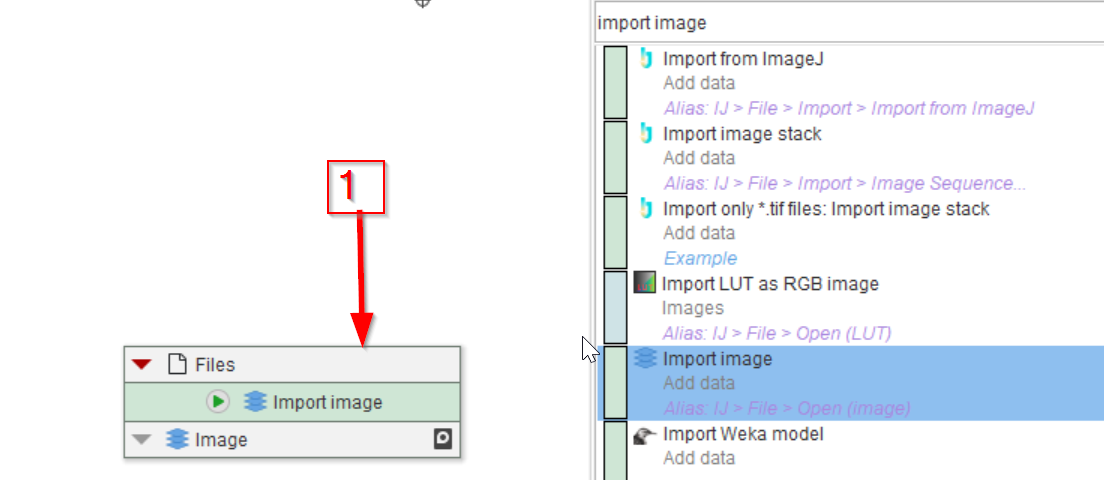 import image
Import from ImageJ
Add data
Alias: IJ > File > Import > Import from ImageJ
Import image stack
Add data
Alias: IJ > File > Import > Image Sequence...
Import only *.tif files: Import image stack
Add data
Example
Import LUT as RGB image
Images
Alias: IJ > File > Open (LUT)
Import image
Add data
Alias: IJ > File > Open (image)
Import Weka model
Add data
1
Files
Import image
Image